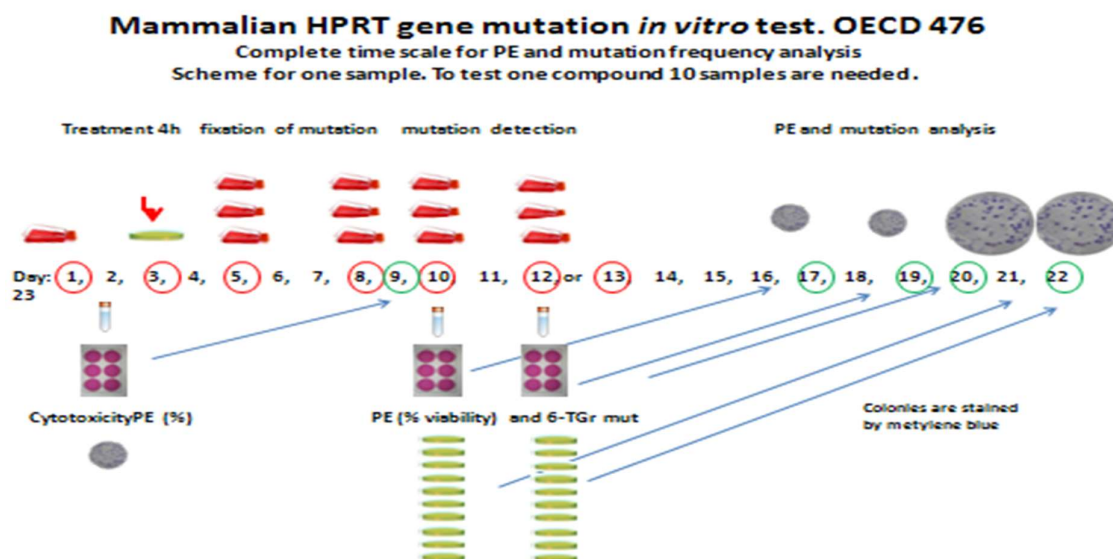 Mammalian HPRT gene mutation in vitro test. OECD 476
Complete time scale for PE and mutation frequency analysis
Scheme for one sample. To test one compound 10 samples are needed.
Treatment 4h fixation of mutation mutation detection PE and mutation analysis
Day: 1, 2, 3, 4, 5, 6, 7, 8, 9, 10, 11, 12, or 13, 14, 15, 16, 17, 18, 19, 20, 21, 22
23
CytotoxicityPE (%) PE (% viability) and 6-TGr mut
Colonies are stained
by metylene blue